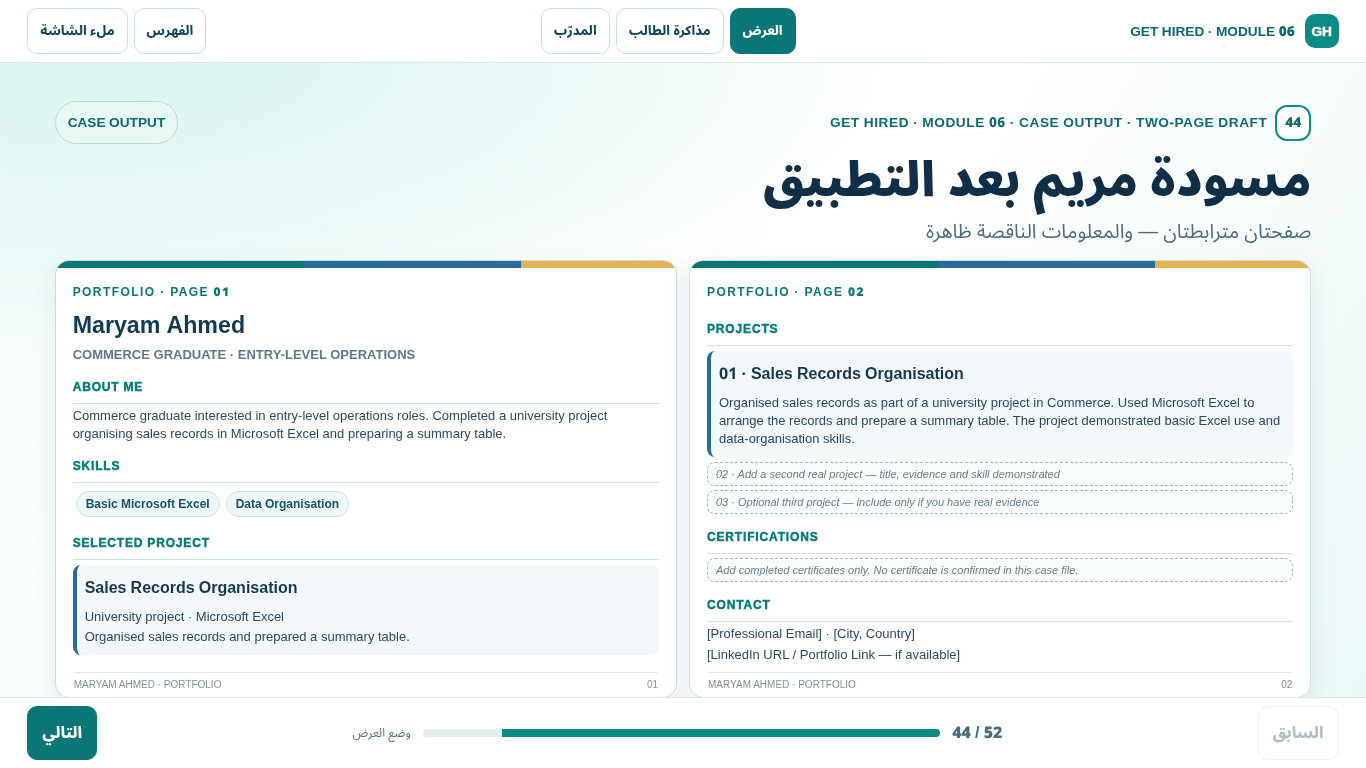 GH
GET HIRED · MODULE 06
العرض
مذاكرة الطالب
المدرّب
الفهرس
ملء الشاشة
44
GET HIRED · MODULE 06 · CASE OUTPUT · TWO-PAGE DRAFT
CASE OUTPUT
مسودة مريم بعد التطبيق
صفحتان مترابطتان — والمعلومات الناقصة ظاهرة
PORTFOLIO · PAGE 01
Maryam Ahmed
COMMERCE GRADUATE · ENTRY-LEVEL OPERATIONS
ABOUT ME
Commerce graduate interested in entry-level operations roles. Completed a university project
organising sales records in Microsoft Excel and preparing a summary table.
SKILLS
Basic Microsoft Excel
Data Organisation
SELECTED PROJECT
Sales Records Organisation
University project · Microsoft Excel
Organised sales records and prepared a summary table.
MARYAM AHMED · PORTFOLIO
01
PORTFOLIO · PAGE 02
PROJECTS
01 · Sales Records Organisation
Organised sales records as part of a university project in Commerce. Used Microsoft Excel to
arrange the records and prepare a summary table. The project demonstrated basic Excel use and
data-organisation skills.
02 · Add a second real project — title, evidence and skill demonstrated
03 · Optional third project — include only if you have real evidence
CERTIFICATIONS
Add completed certificates only. No certificate is confirmed in this case file.
CONTACT
[Professional Email] · [City, Country]
[LinkedIn URL / Portfolio Link — if available]
MARYAM AHMED · PORTFOLIO
02
السابق
44 / 52
وضع العرض
التالي